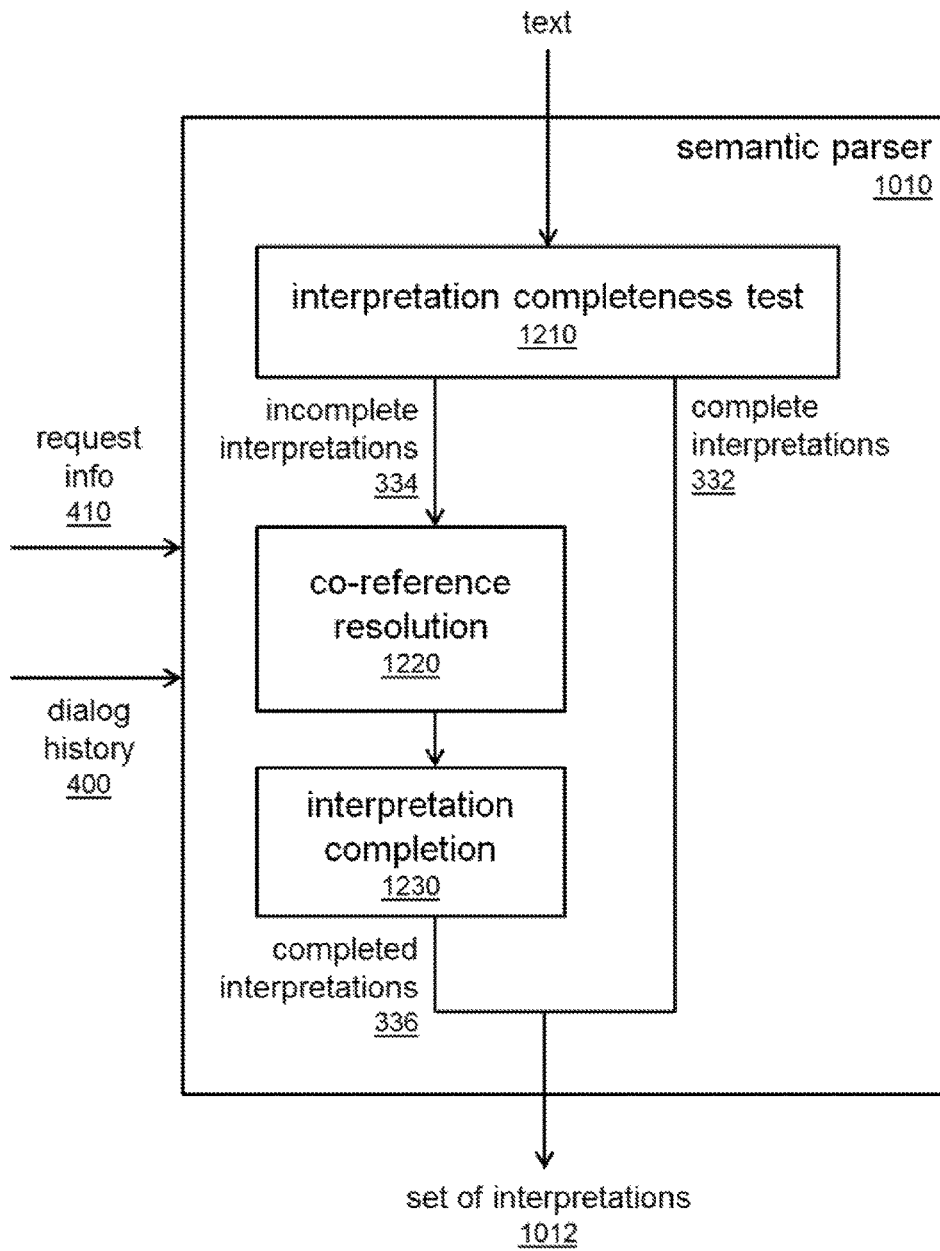 text
semantic parser
1010
interpretation completeness test
1210
incomplete
interpretations
334
complete
interpretations
332
request
info
410
co-reference
resolution
1220
dialog
history
400
interpretation
completion
1230
completed
interpretations
336
set of interpretations
1012